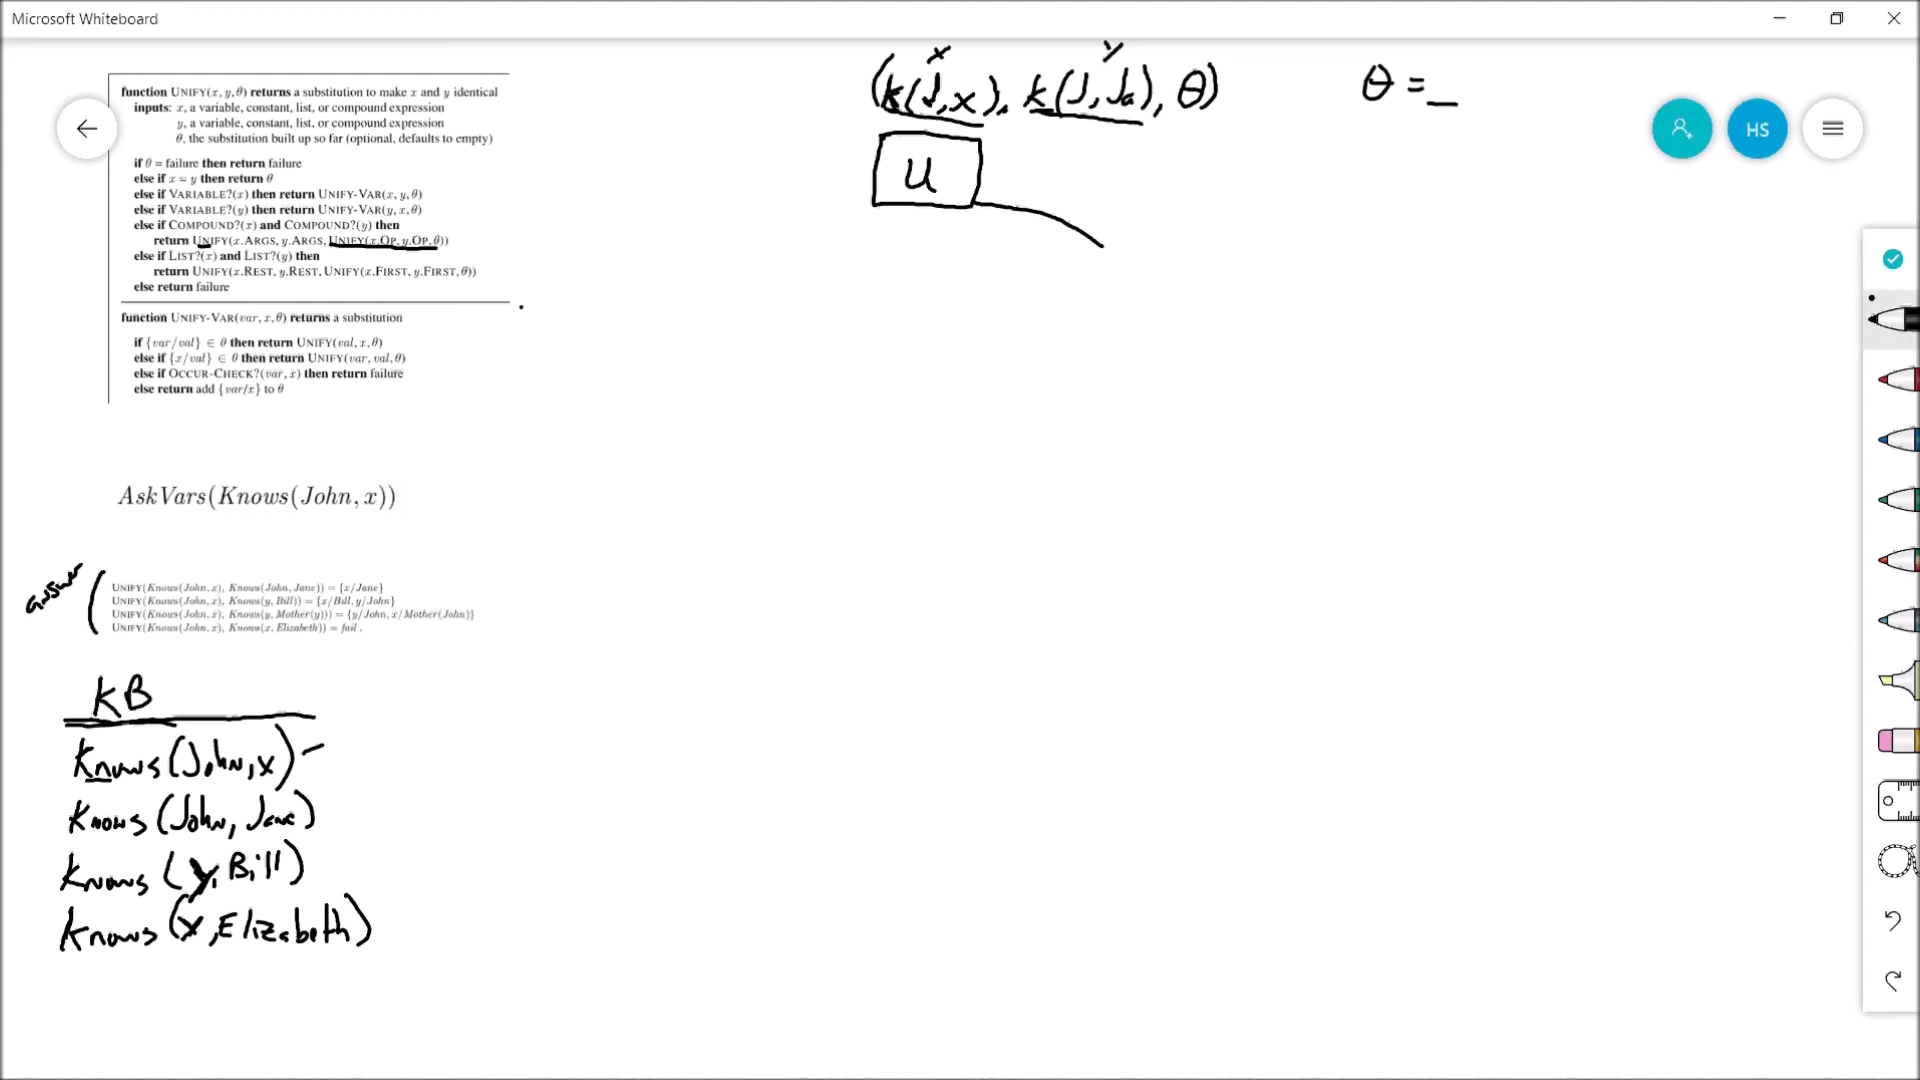 Microsoft Whiteboard
function UNIFY(x, y, θ) returns a substitution to make x and y identical
inputs: x, a variable, constant, list, or compound expression
y, a variable, constant, list, or compound expression
θ, the substitution built up so far (optional, defaults to empty)
if θ = failure then return failure
else if x = y then return θ
else if VARIABLE?(x) then return UNIFY-VAR(x, y, θ)
else if VARIABLE?(y) then return UNIFY-VAR(y, x, θ)
else if COMPOUND?(x) and COMPOUND?(y) then
return UNIFY(x.ARGS, y.ARGS, UNIFY(x.OP, y.OP, θ))
else if LIST?(x) and LIST?(y) then
return UNIFY(x.REST, y.REST, UNIFY(x.FIRST, y.FIRST, θ))
else return failure
function UNIFY-VAR(var, x, θ) returns a substitution
if {var/val} ∈ θ then return UNIFY(val, x, θ)
else if {x/val} ∈ θ then return UNIFY(var, val, θ)
else if OCCUR-CHECK?(var, x) then return failure
else return add {var/x} to θ
AskVars(Knows(John, x))
answer
UNIFY(Knows(John, x), Knows(John, Jane)) = {x/Jane}
UNIFY(Knows(John, x), Knows(y, Bill)) = {x/Bill, y/John}
UNIFY(Knows(John, x), Knows(y, Mother(y))) = {y/John, x/Mother(John)}
UNIFY(Knows(John, x), Knows(x, Elizabeth)) = fail .
KB
Knows (John, x)
Knows (John, Jane)
Knows (y, Bill)
Knows (x, Elizabeth)
x y
(K(J, x), K(J, Ja), θ)
θ = _
U
HS